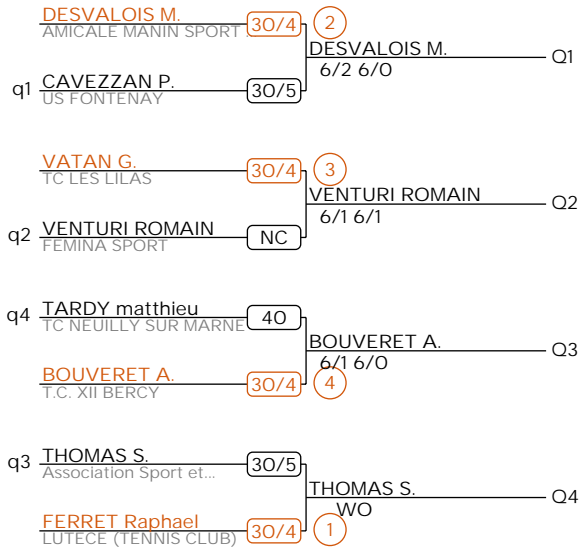 DESVALOIS M. 30/4 2
AMICALE MANIN SPORT ...
DESVALOIS M. Q1
6/2 6/0
q1 CAVEZZAN P. 30/5
US FONTENAY
VATAN G. 30/4 3
TC LES LILAS
VENTURI ROMAIN Q2
6/1 6/1
q2 VENTURI ROMAIN NC
FEMINA SPORT
q4 TARDY matthieu 40
TC NEUILLY SUR MARNE
BOUVERET A. Q3
6/1 6/0
BOUVERET A. 30/4 4
T.C. XII BERCY
q3 THOMAS S. 30/5
Association Sport et...
THOMAS S. Q4
WO
FERRET Raphael 30/4 1
LUTECE (TENNIS CLUB)